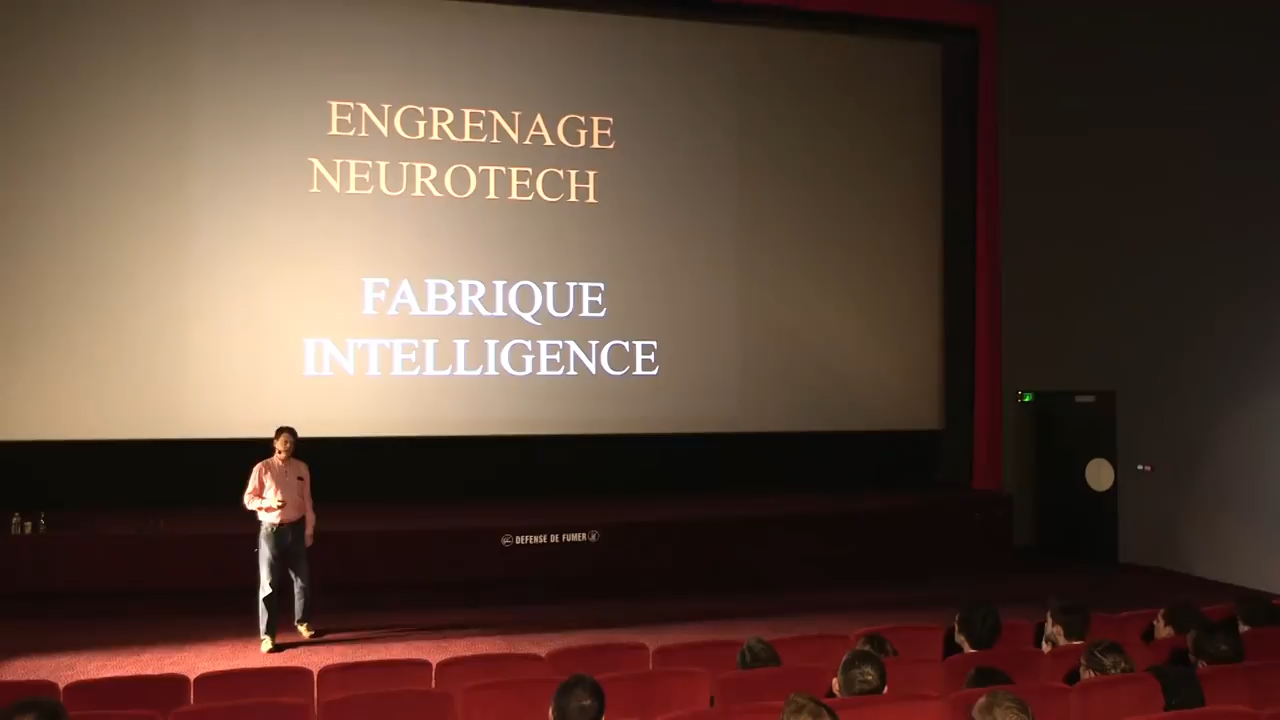 ENGRENAGE
NEUROTECH
FABRIQUE
INTELLIGENCE
DEFENSE DE FUMER